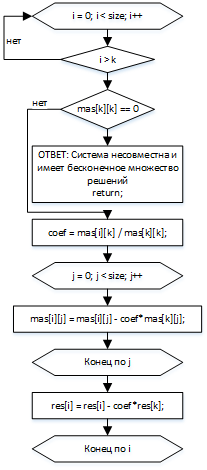 i = 0; i < size; i++
нет
i > k
нет
mas[k][k] == 0
ОТВЕТ: Система несовместна и
имеет бесконечное множество
решений
return;
coef = mas[i][k] / mas[k][k];
j = 0; j < size; j++
mas[i][j] = mas[i][j] - coef*mas[k][j];
Конец по j
res[i] = res[i] - coef*res[k];
Конец по i